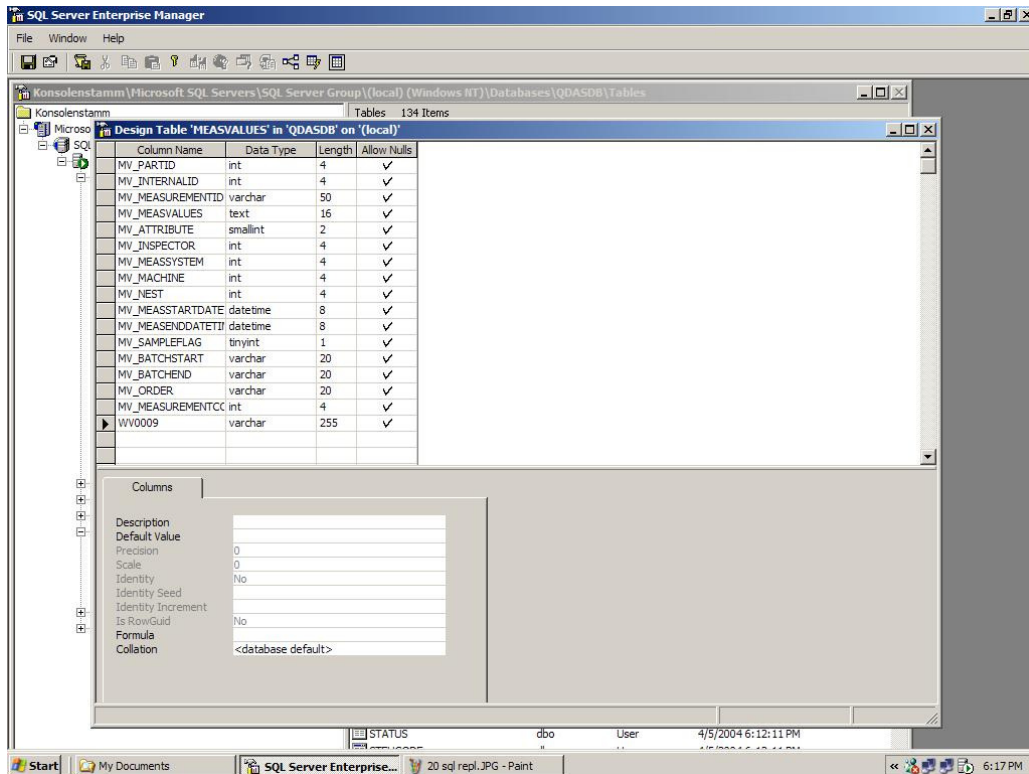 SQL Server Enterprise Manager
File Window Help
Konsolenstamm\Microsoft SQL Servers\SQL Server Group\(local) (Windows NT)\Databases\QDASDB\Tables
Konsolenstamm
Tables 134 Items
Microso
SQL
Design Table 'MEASVALUES' in 'QDASDB' on '(local)'
Column Name Data Type Length Allow Nulls
MV_PARTID int 4
MV_INTERNALID int 4
MV_MEASUREMENTID varchar 50
MV_MEASVALUES text 16
MV_ATTRIBUTE smallint 2
MV_INSPECTOR int 4
MV_MEASSYSTEM int 4
MV_MACHINE int 4
MV_NEST int 4
MV_MEASSTARTDATE datetime 8
MV_MEASENDDATETI datetime 8
MV_SAMPLEFLAG tinyint 1
MV_BATCHSTART varchar 20
MV_BATCHEND varchar 20
MV_ORDER varchar 20
MV_MEASUREMENTCO int 4
WV0009 varchar 255
Columns
Description
Default Value
Precision 0
Scale 0
Identity No
Identity Seed
Identity Increment
Is RowGuid No
Formula
Collation <database default>
STATUS dbo User 4/5/2004 6:12:11 PM
Start My Documents SQL Server Enterprise... 20 sql repl.JPG - Paint « 6:17 PM